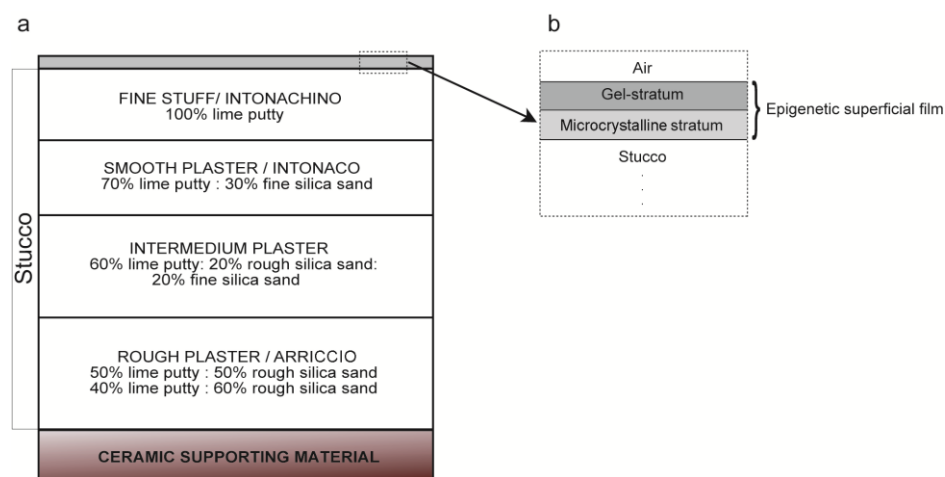 a
FINE STUFF/ INTONACHINO
100% lime putty
SMOOTH PLASTER / INTONACO
70% lime putty : 30% fine silica sand
INTERMEDIUM PLASTER
60% lime putty: 20% rough silica sand:
20% fine silica sand
ROUGH PLASTER / ARRICCIO
50% lime putty : 50% rough silica sand
40% lime putty : 60% rough silica sand
CERAMIC SUPPORTING MATERIAL
Stucco
b
Air
Gel-stratum
Microcrystalline stratum
Stucco
.
.
.
Epigenetic superficial film